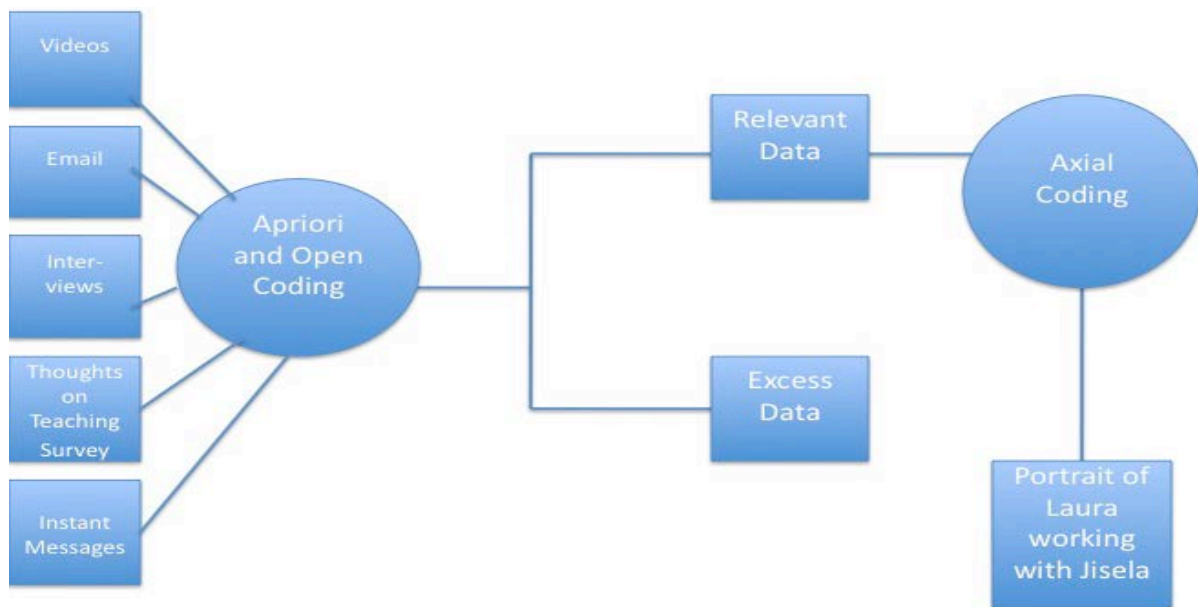 Videos
Email
Inter-
views
Thoughts
on
Teaching
Survey
Instant
Messages
Apriori
and Open
Coding
Relevant
Data
Excess
Data
Axial
Coding
Portrait of
Laura
working
with Jisela